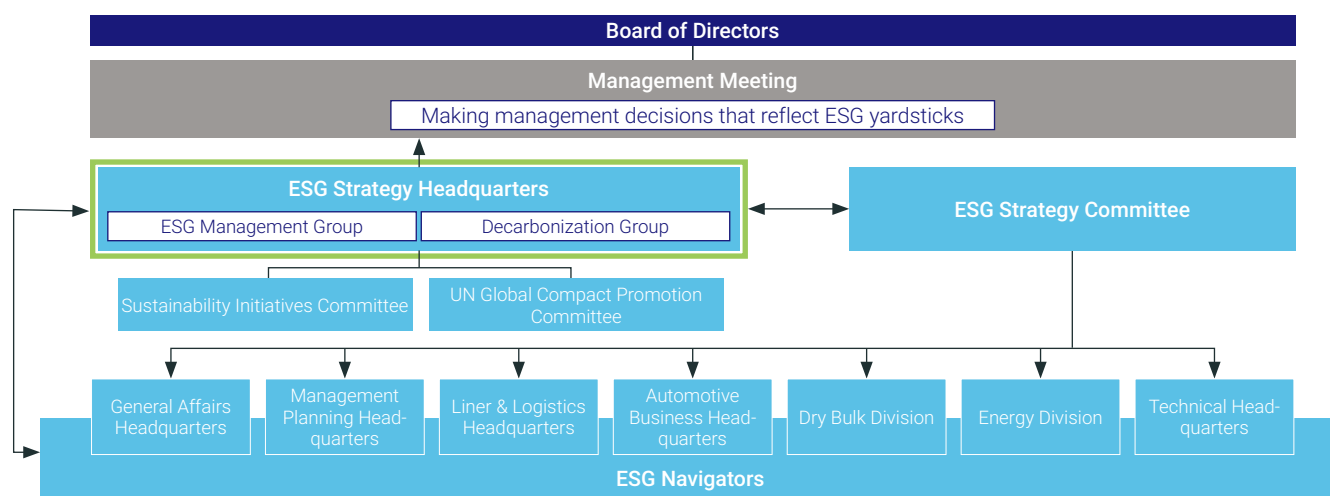 Board of Directors
Management Meeting
Making management decisions that reflect ESG yardsticks
ESG Strategy Headquarters
ESG Management Group
Decarbonization Group
ESG Strategy Committee
Sustainability Initiatives Committee
UN Global Compact Promotion
Committee
General Affairs
Headquarters
Management
Planning Head-
quarters
Liner & Logistics
Headquarters
Automotive
Business Head-
quarters
Dry Bulk Division
Energy Division
Technical Head-
quarters
ESG Navigators